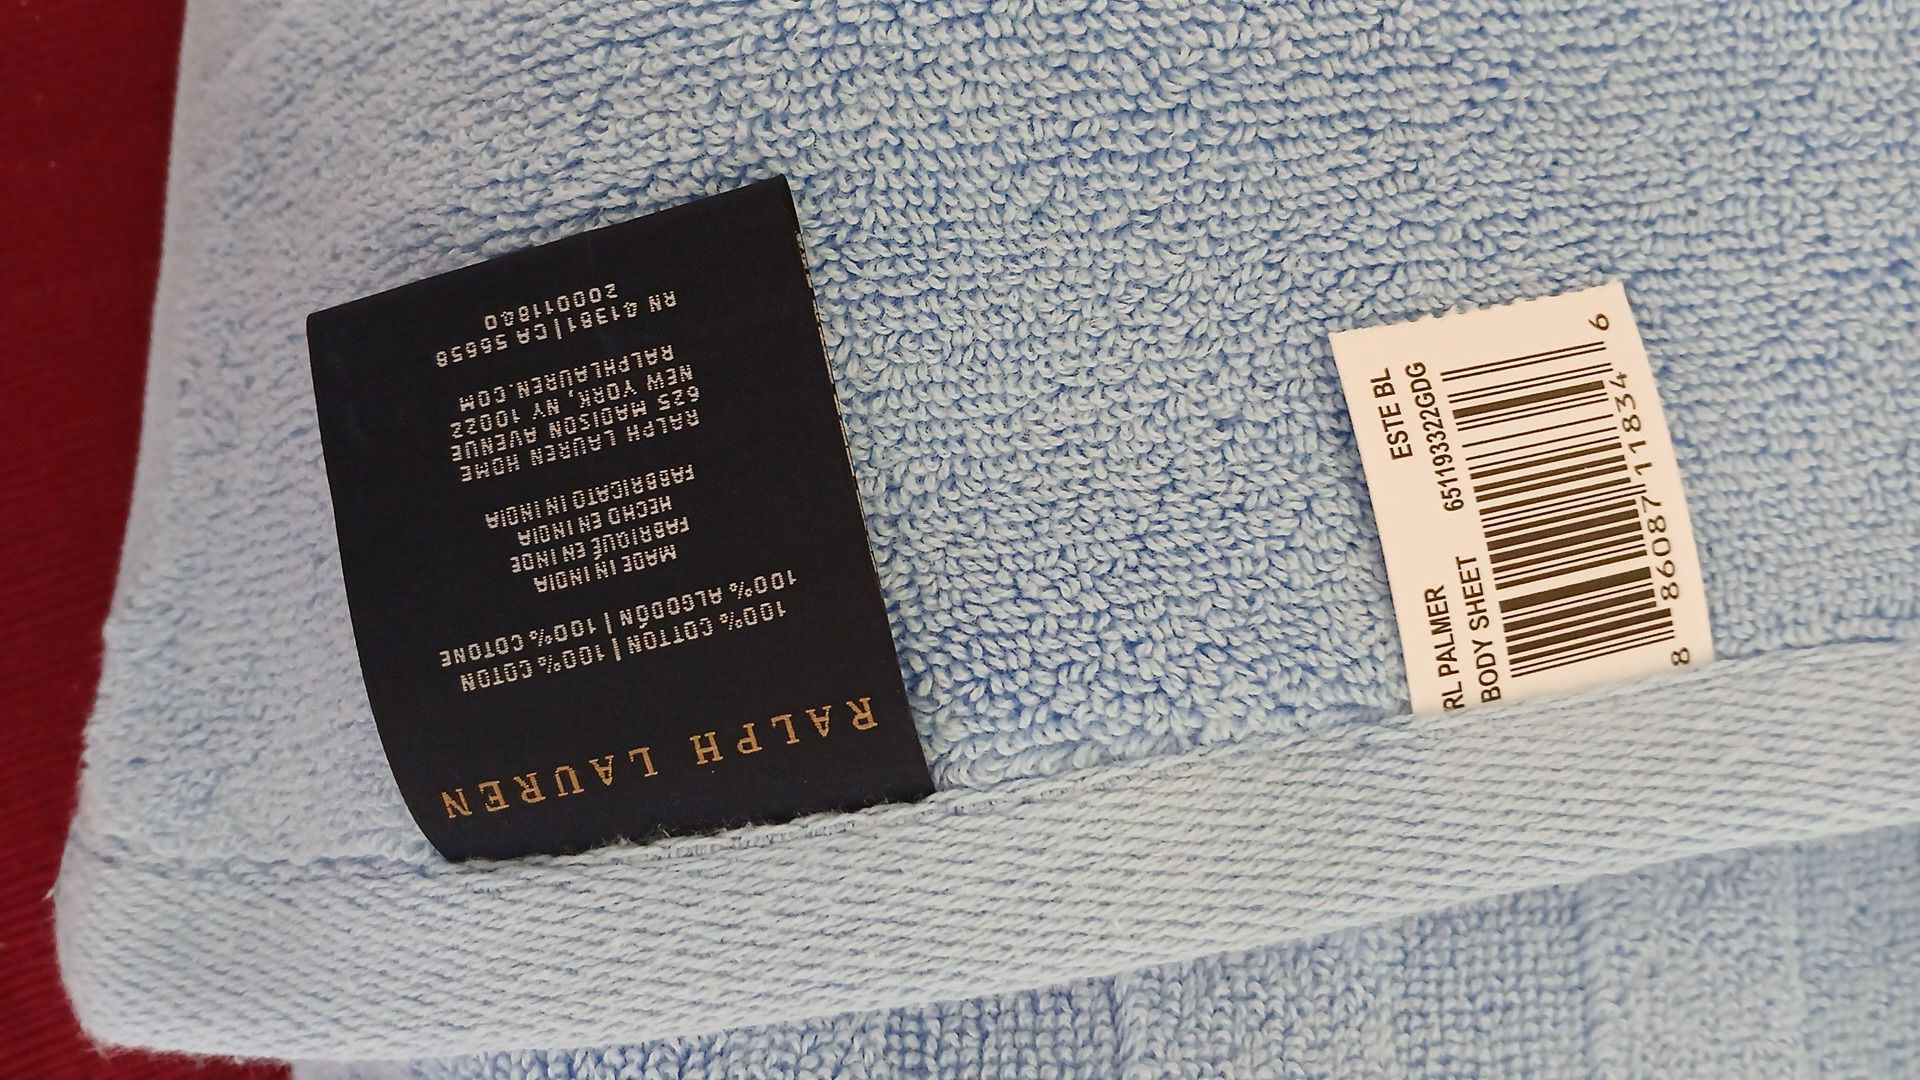 RALPH LAUREN
100% COTTON | 100% COTON
100% ALGODÓN | 100% COTONE
MADE IN INDIA
FABRIQUÉ EN INDE
HECHO EN INDIA
FABBRICATO IN INDIA
RALPH LAUREN HOME
625 MADISON AVENUE
NEW YORK, NY 10022
RALPHLAUREN.COM
RN 41381 | CA 56658
200011840
RL PALMER ESTE BL
BODY SHEET 651193322GDG
8 86087 11834 6